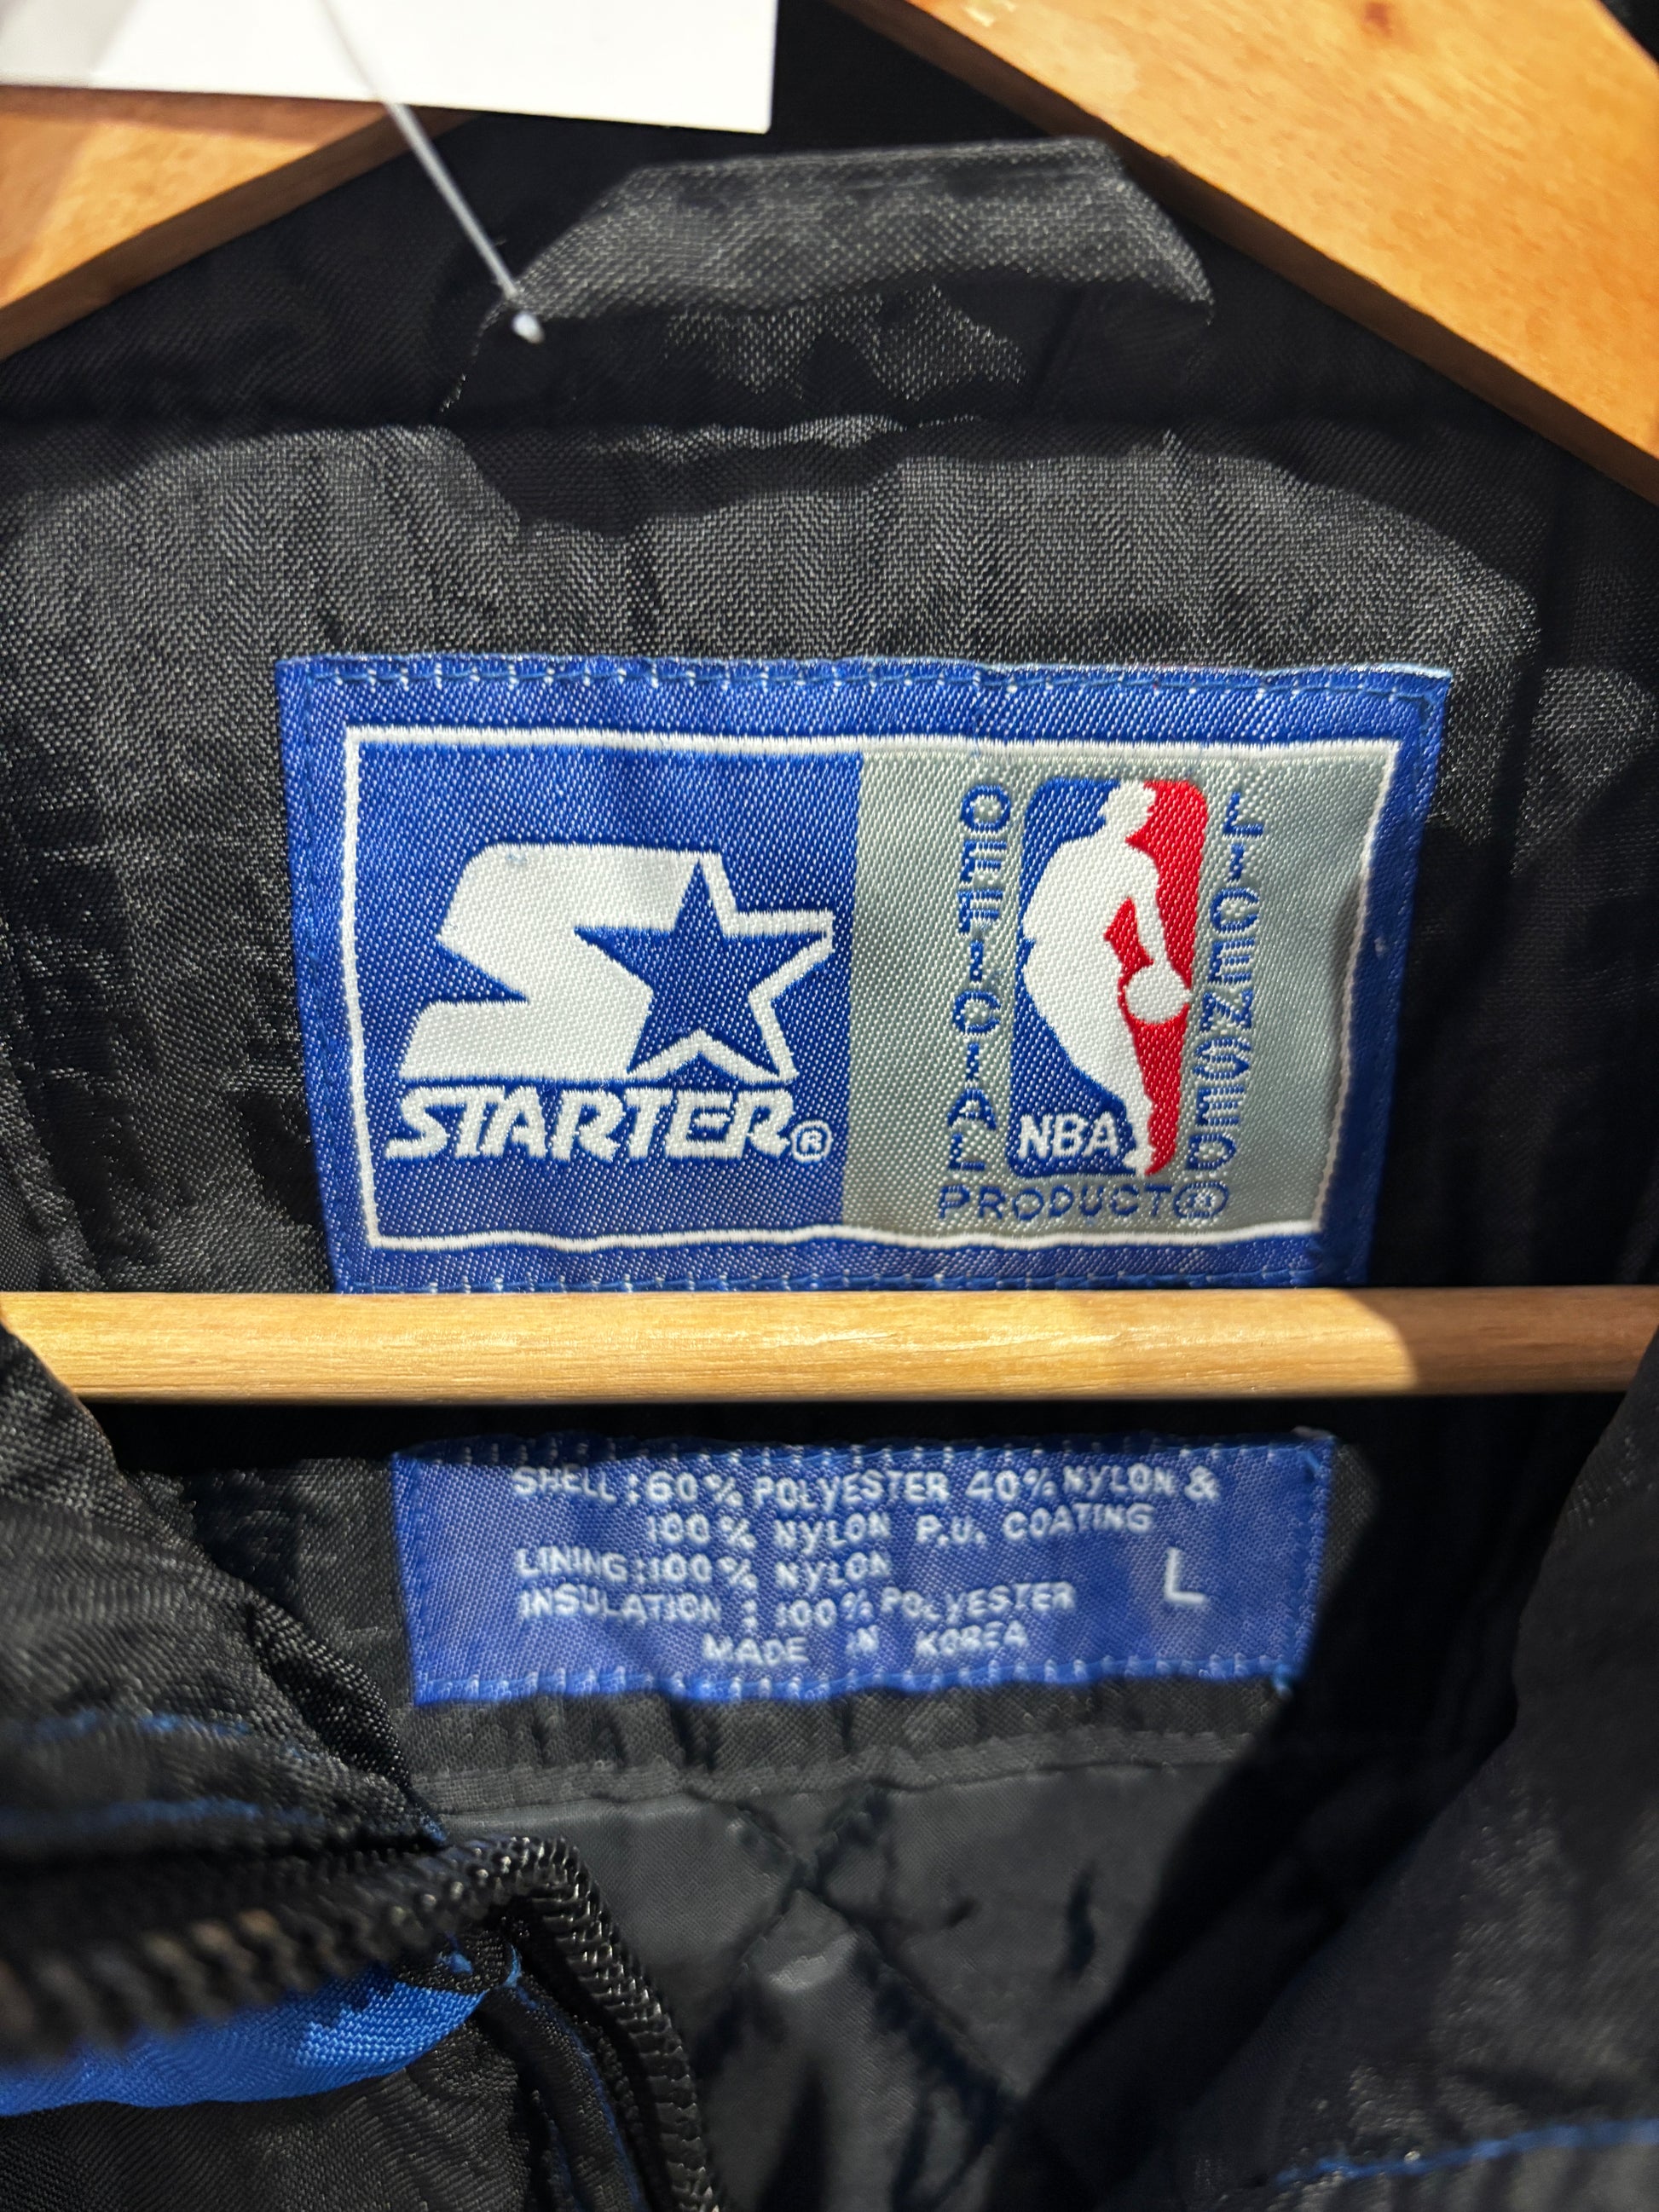 STARTER®
OFFICIAL
NBA
LICENSED
PRODUCT®
SHELL:60% POLYESTER 40% NYLON &
100% NYLON P.U. COATING
LINING:100% NYLON
INSULATION : 100% POLYESTER
MADE IN KOREA
L